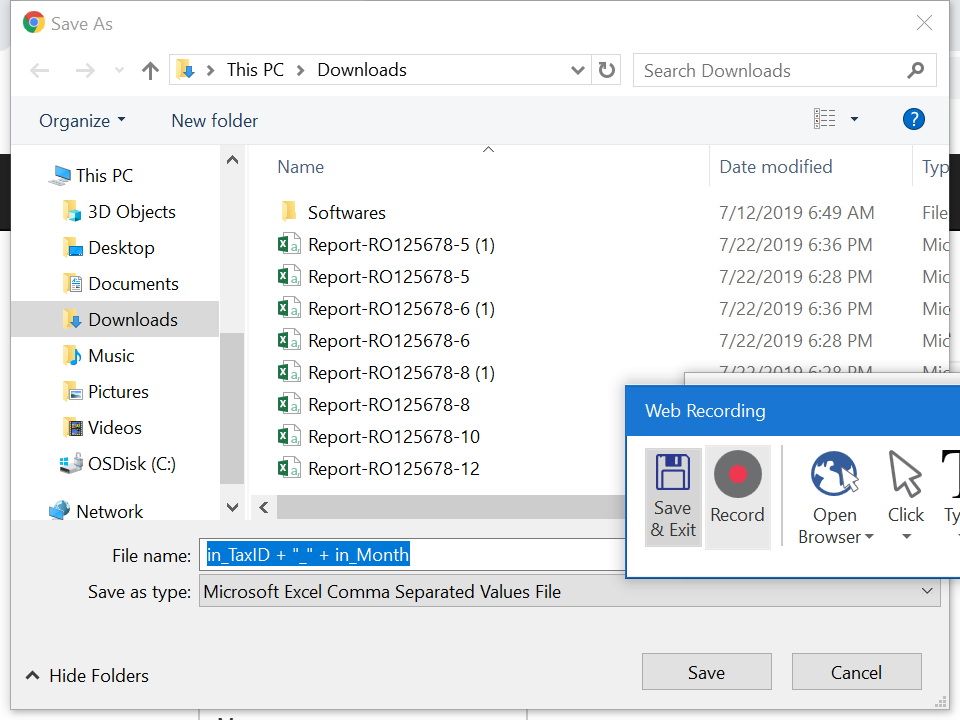 Save As
This PC
Downloads
Search Downloads
Organize
New folder
?
Name
Date modified
Typ
This PC
3D Objects
Desktop
Documents
Downloads
Music
Pictures
Videos
OSDisk (C:)
Network
Softwares 7/12/2019 6:49 AM File
Report-RO125678-5 (1) 7/22/2019 6:36 PM Mic
Report-RO125678-5 7/22/2019 6:28 PM Mic
Report-RO125678-6 (1) 7/22/2019 6:36 PM Mic
Report-RO125678-6 7/22/2019 6:28 PM Mic
Report-RO125678-8 (1) 7/22/2019 6:28 PM Mic
Report-RO125678-8
Report-RO125678-10
Report-RO125678-12
Web Recording
Save
& Exit
Record
Open
Browser
Click
Ty
File name: in_TaxID + "_" + in_Month
Save as type: Microsoft Excel Comma Separated Values File
Hide Folders
Save
Cancel